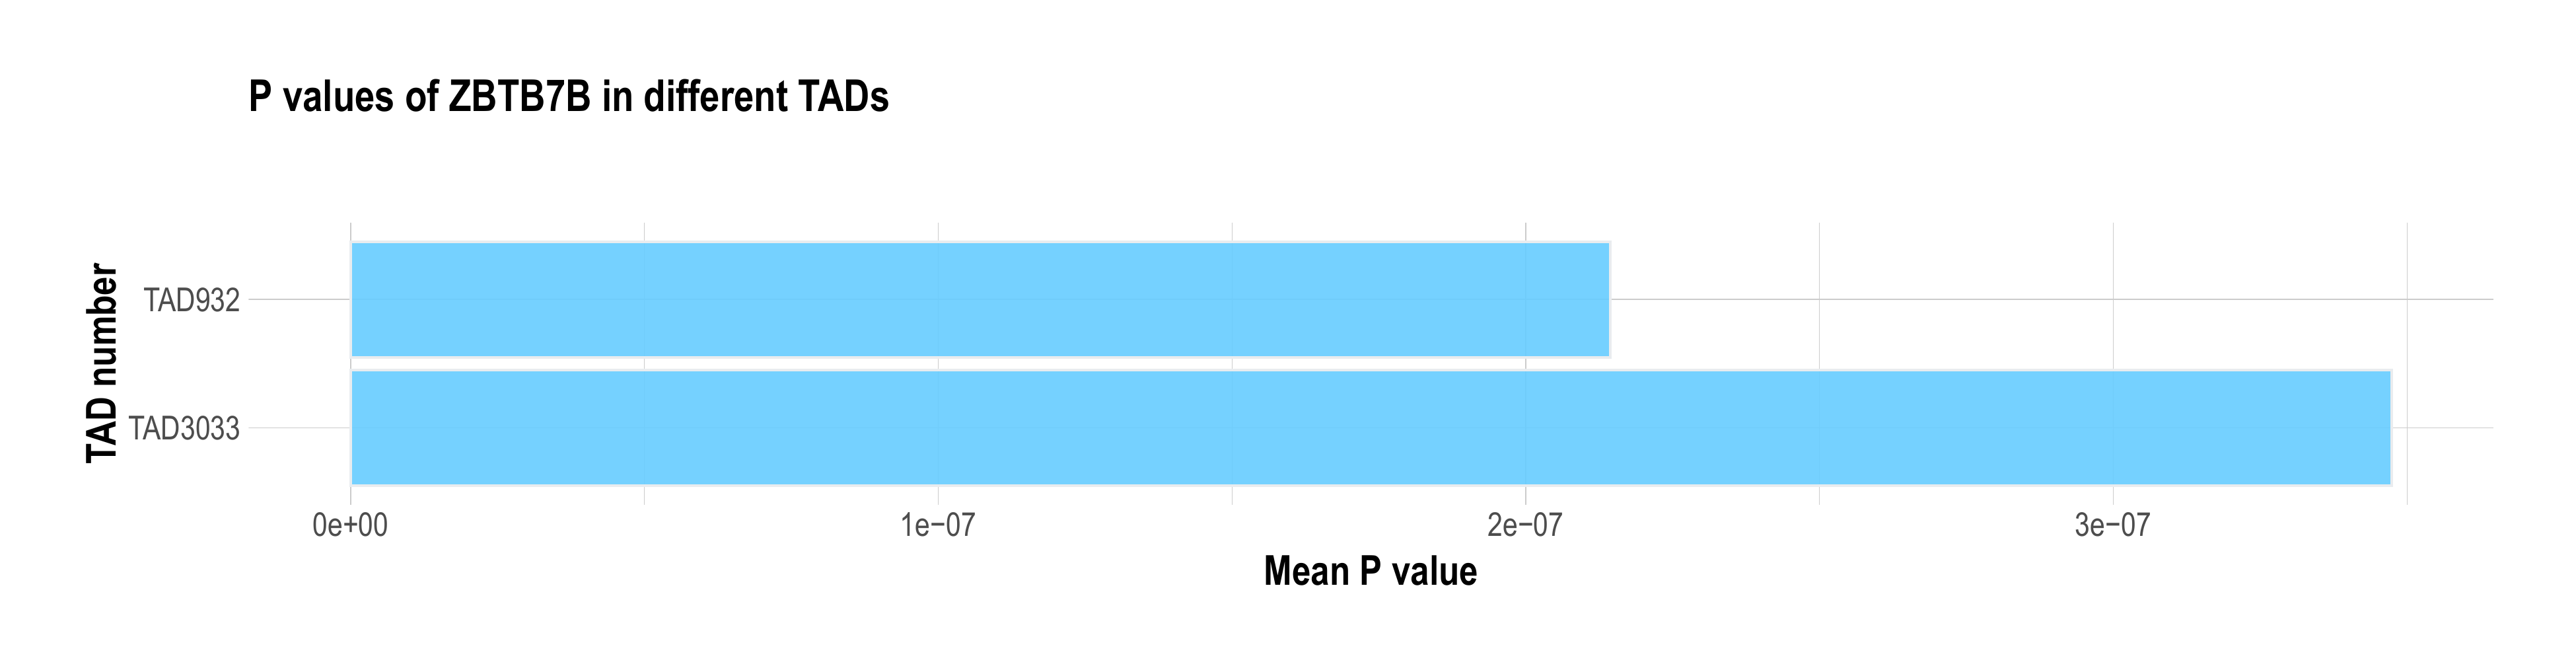 P values of ZBTB7B in different TADs
TAD number
TAD932
TAD3033
0e+00
1e−07
2e−07
3e−07
Mean P value